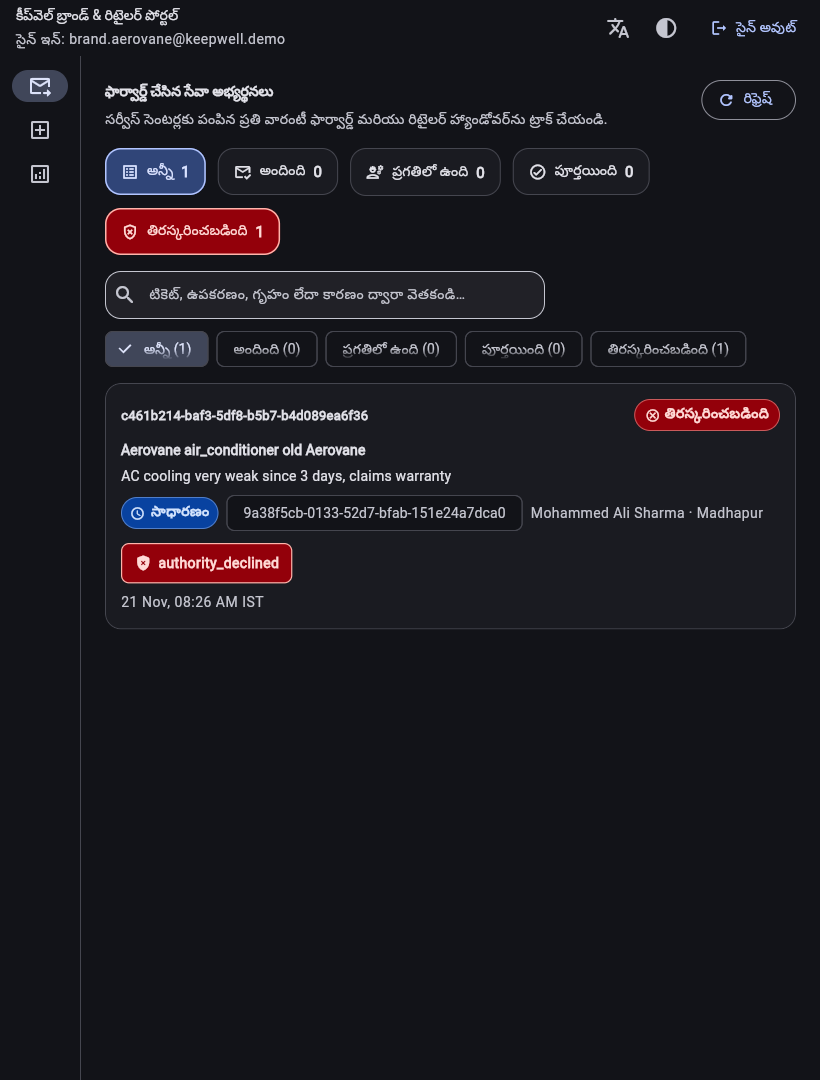 కీప్‌వెల్ బ్రాండ్ & రిటైలర్ పోర్టల్
సైన్ ఇన్: brand.aerovane@keepwell.demo
సైన్ అవుట్
ఫార్వార్డ్ చేసిన సేవా అభ్యర్థనలు
సర్వీస్ సెంటర్లకు పంపిన ప్రతి వారంటీ ఫార్వార్డ్ మరియు రిటైలర్ హ్యాండోవర్‌ను ట్రాక్ చేయండి.
రిఫ్రెష్
అన్నీ 1
అందింది 0
ప్రగతిలో ఉంది 0
పూర్తయింది 0
తిరస్కరించబడింది 1
టికెట్, ఉపకరణం, గృహం లేదా కారణం ద్వారా వెతకండి...
అన్నీ (1)
అందింది (0)
ప్రగతిలో ఉంది (0)
పూర్తయింది (0)
తిరస్కరించబడింది (1)
c461b214-baf3-5df8-b5b7-b4d089ea6f36
తిరస్కరించబడింది
Aerovane air_conditioner old Aerovane
AC cooling very weak since 3 days, claims warranty
సాధారణం
9a38f5cb-0133-52d7-bfab-151e24a7dca0
Mohammed Ali Sharma · Madhapur
authority_declined
21 Nov, 08:26 AM IST